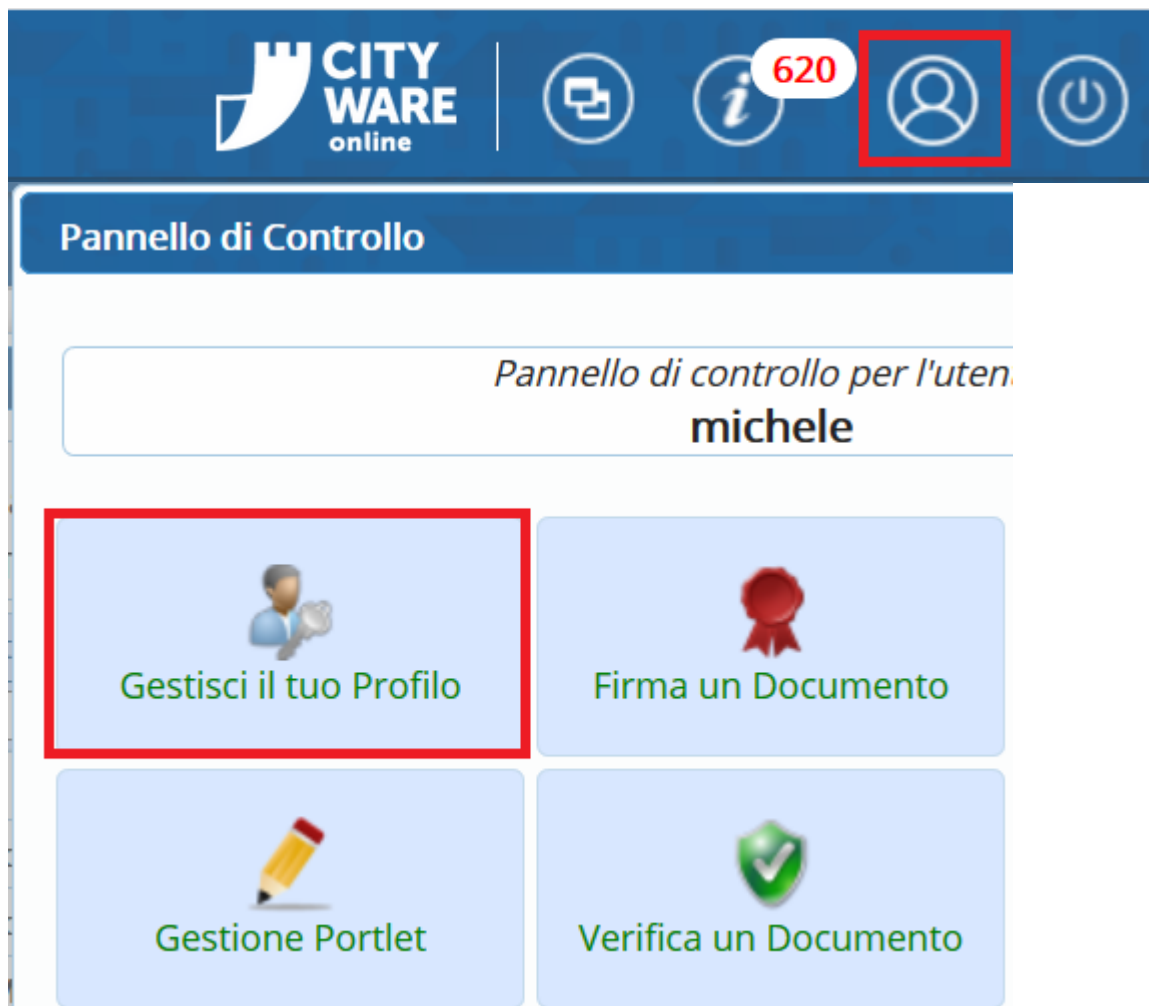 CITY
WARE
online
i
620
Pannello di Controllo
Pannello di controllo per l'uten
michele
Gestisci il tuo Profilo
Firma un Documento
Gestione Portlet
Verifica un Documento